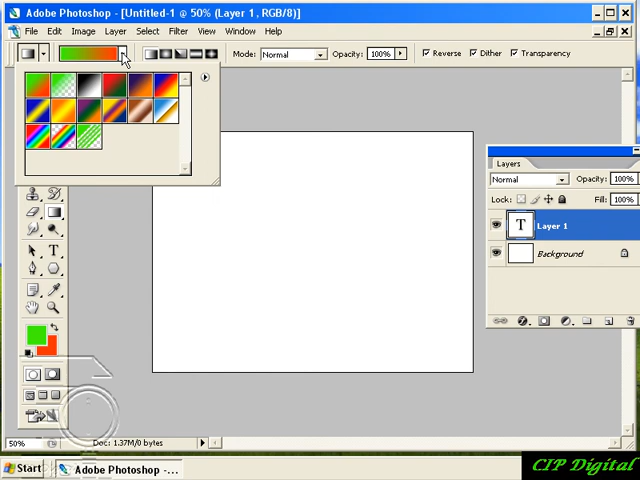 Adobe Photoshop - [Untitled-1 @ 50% (Layer 1, RGB/8)]
File Edit Image Layer Select Filter View Window Help
Mode: Normal Opacity: 100% Reverse Dither Transparency
Layers
Normal Opacity: 100%
Lock: Fill: 100%
T Layer 1
Background
T
50% Doc: 1.37M/0 bytes
Start Adobe Photoshop -... CIP Digital